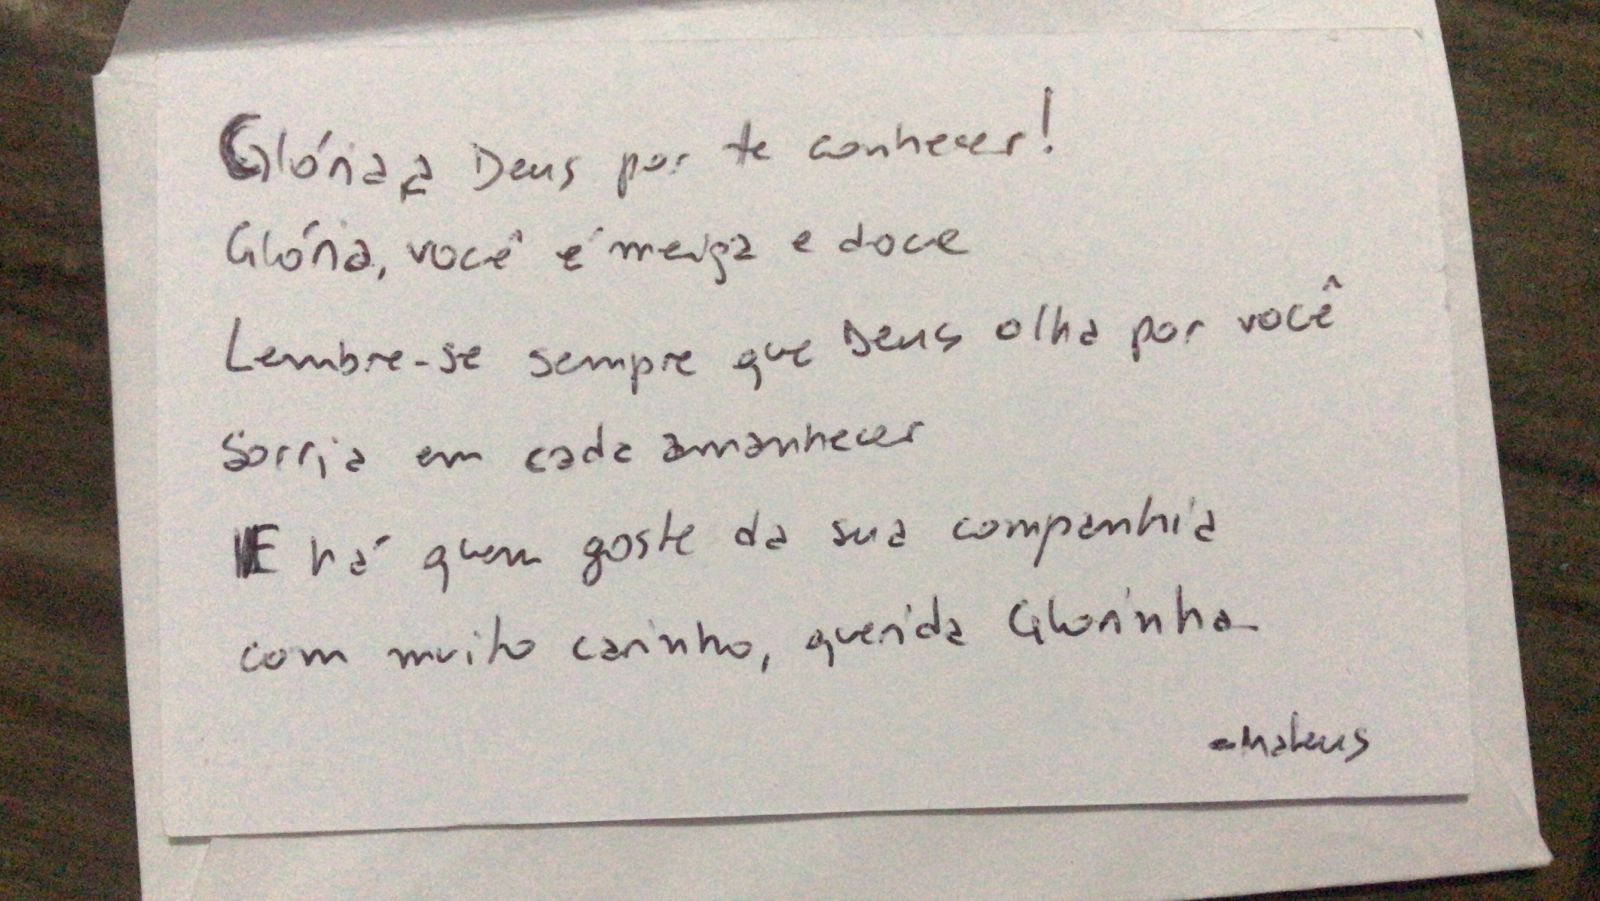 Glória a Deus por te conhecer!
Glória, você é meiga e doce
Lembre-se sempre que Deus olha por você
Sorria em cada amanhecer
E há quem goste da sua companhia
com muito carinho, querida Glorinha
-Mateus